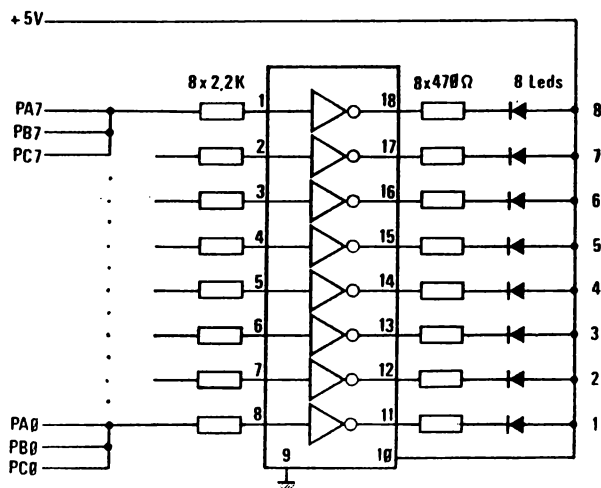 +5V
8x2,2K 8x47ØΩ 8 Leds
PA7 1 18 8
PB7
PC7
2 17 7
3 16 6
4 15 5
5 14 4
6 13 3
7 12 2
PAØ 8 11 1
PBØ
PCØ
9 1Ø